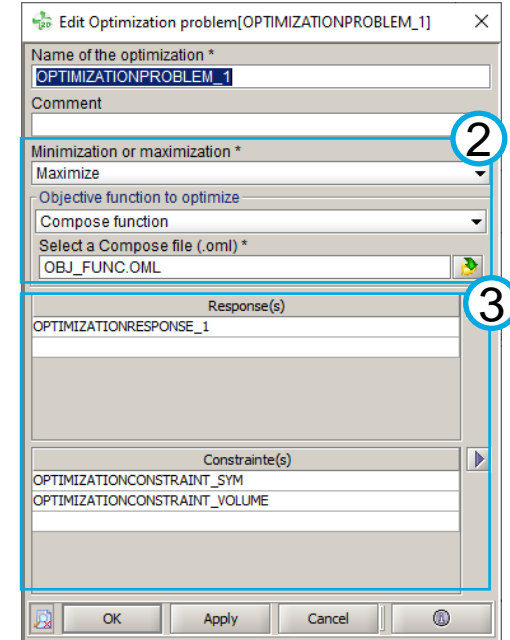 Edit Optimization problem[OPTIMIZATIONPROBLEM_1]
Name of the optimization *
OPTIMIZATIONPROBLEM_1
Comment
2
Minimization or maximization *
Maximize
Objective function to optimize
Compose function
Select a Compose file (.oml) *
OBJ_FUNC.OML
3
Response(s)
OPTIMIZATIONRESPONSE_1
Constrainte(s)
OPTIMIZATIONCONSTRAINT_SYM
OPTIMIZATIONCONSTRAINT_VOLUME
OK Apply Cancel